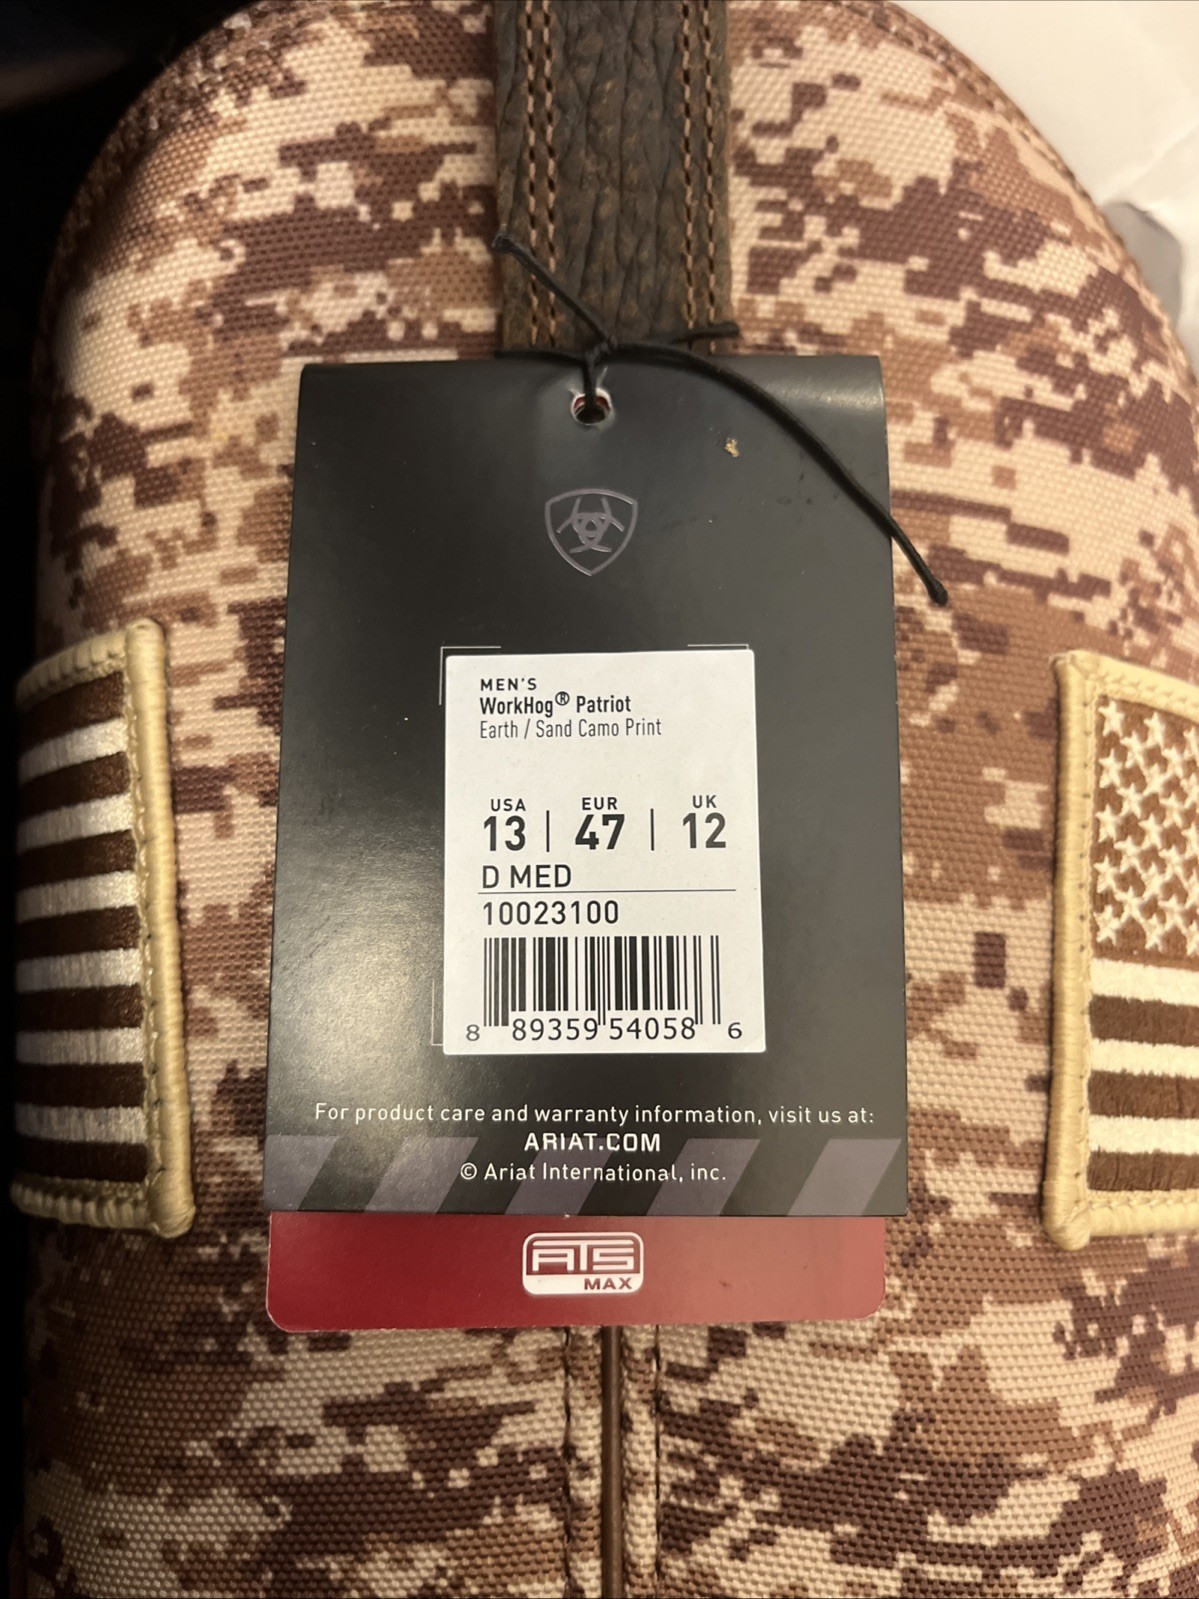 MEN'S
WorkHog® Patriot
Earth / Sand Camo Print
USA EUR UK
13 | 47 | 12
D MED
10023100
8 89359 54058 6
For product care and warranty information, visit us at:
ARIAT.COM
© Ariat International, inc.
ATS
MAX